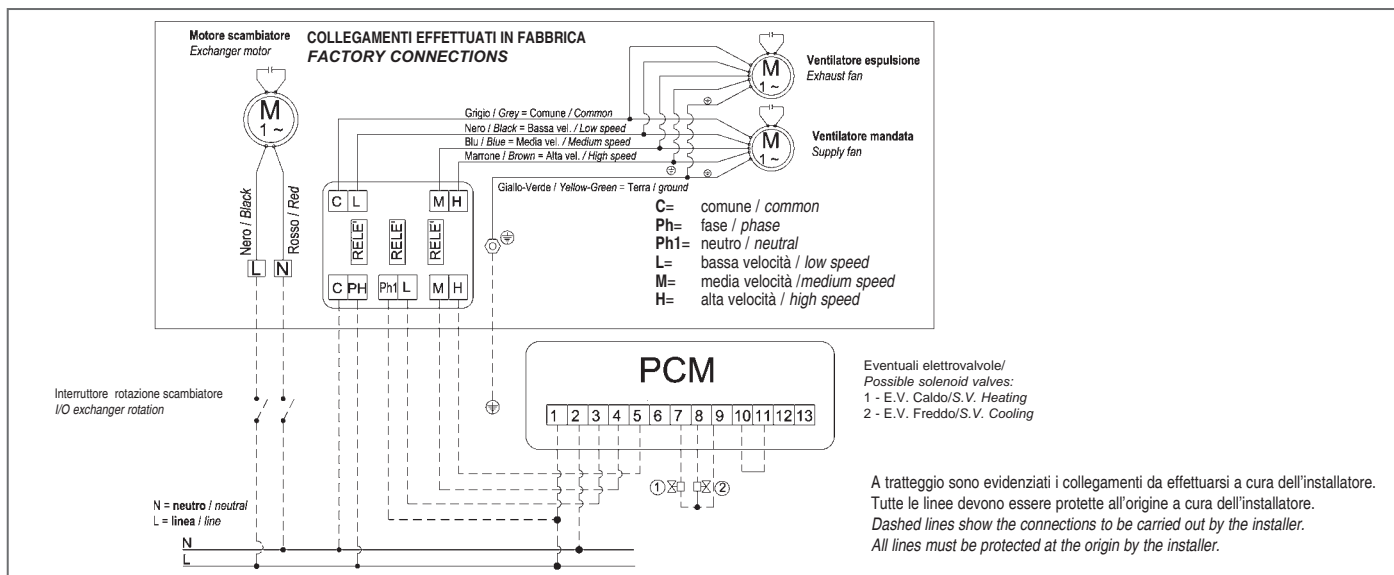 Motore scambiatore
Exchanger motor
COLLEGAMENTI EFFETTUATI IN FABBRICA
FACTORY CONNECTIONS
M
1 ~
M
1 ~
Ventilatore espulsione
Exhaust fan
M
1 ~
Ventilatore mandata
Supply fan
Grigio / Grey = Comune / Common
Nero / Black = Bassa vel. / Low speed
Blu / Blue = Media vel. / Medium speed
Marrone / Brown = Alta vel. / High speed
Giallo-Verde / Yellow-Green = Terra / ground
Nero / Black
Rosso / Red
L N
C L M H
RELE' RELE' RELE'
C PH Ph1 L M H
C= comune / common
Ph= fase / phase
Ph1= neutro / neutral
L= bassa velocità / low speed
M= media velocità /medium speed
H= alta velocità / high speed
PCM
1 2 3 4 5 6 7 8 9 10 11 12 13
Eventuali elettrovalvole/
Possible solenoid valves:
1 - E.V. Caldo/S.V. Heating
2 - E.V. Freddo/S.V. Cooling
Interruttore rotazione scambiatore
I/O exchanger rotation
1 2
A tratteggio sono evidenziati i collegamenti da effettuarsi a cura dell'installatore.
Tutte le linee devono essere protette all'origine a cura dell'installatore.
Dashed lines show the connections to be carried out by the installer.
All lines must be protected at the origin by the installer.
N = neutro / neutral
L = linea / line
N
L